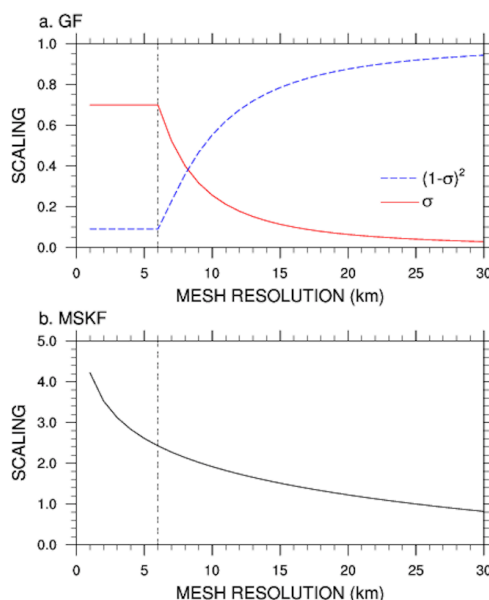 a. GF
1.0
0.8
0.6
0.4
0.2
0.0
SCALING
(1-σ)²
σ
0 5 10 15 20 25 30
MESH RESOLUTION (km)
b. MSKF
5.0
4.0
3.0
2.0
1.0
0.0
SCALING
0 5 10 15 20 25 30
MESH RESOLUTION (km)